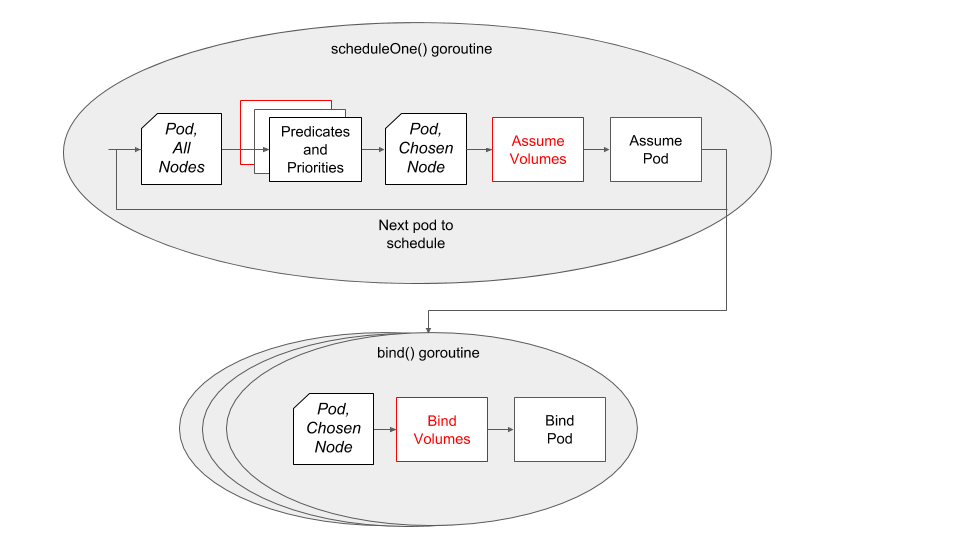 scheduleOne() goroutine
Pod,
All
Nodes
Predicates
and
Priorities
Pod,
Chosen
Node
Assume
Volumes
Assume
Pod
Next pod to
schedule
bind() goroutine
Pod,
Chosen
Node
Bind
Volumes
Bind
Pod